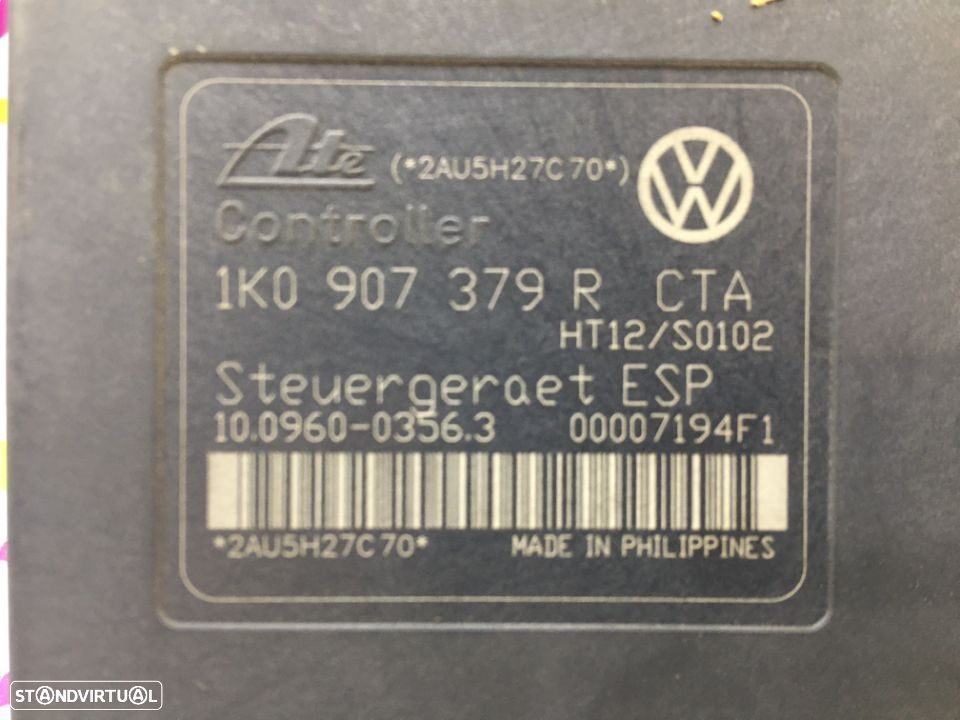 Ate (*2AU5H27C70*)
Controller
1K0 907 379 R CTA
HT12/S0102
Steuergeraet ESP
10.0960-0356.3 00007194F1
*2AU5H27C70* MADE IN PHILIPPINES
STANDVIRTUAL